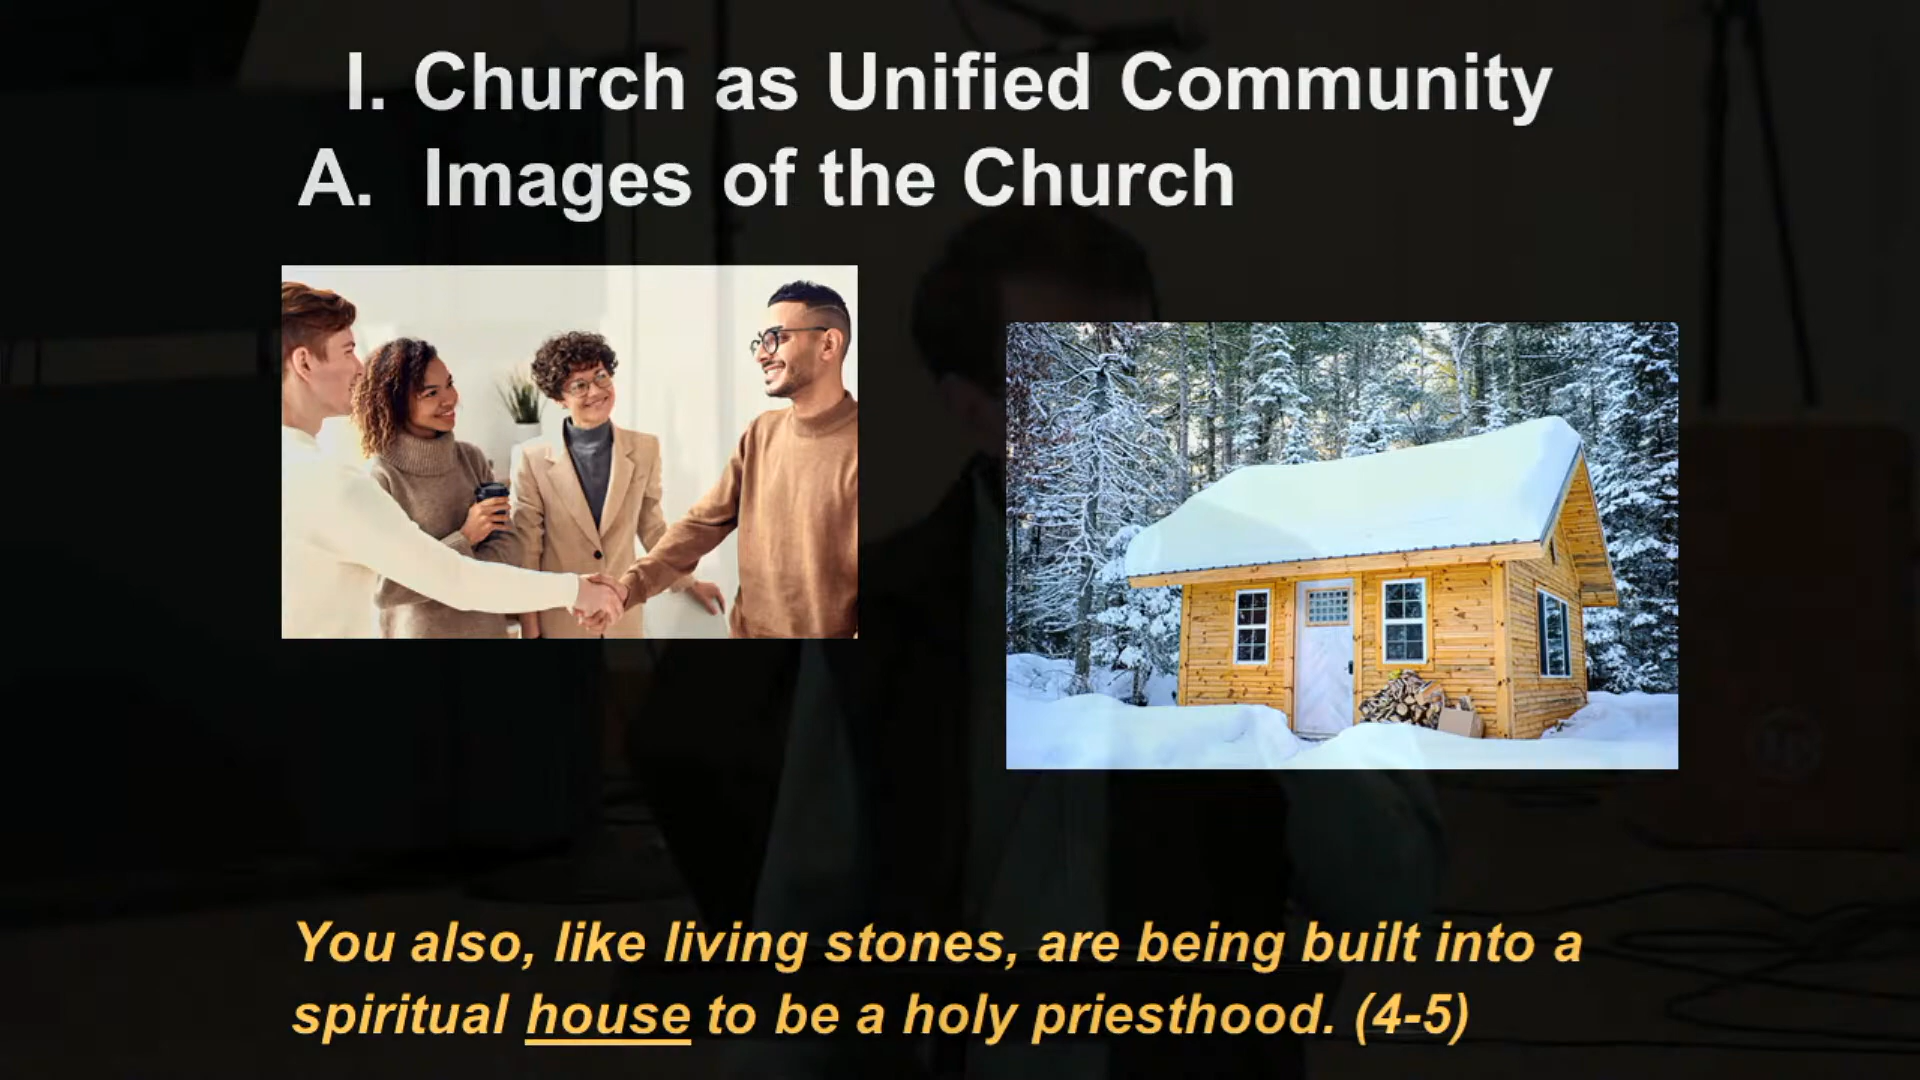 I. Church as Unified Community
A. Images of the Church
You also, like living stones, are being built into a
spiritual house to be a holy priesthood. (4-5)